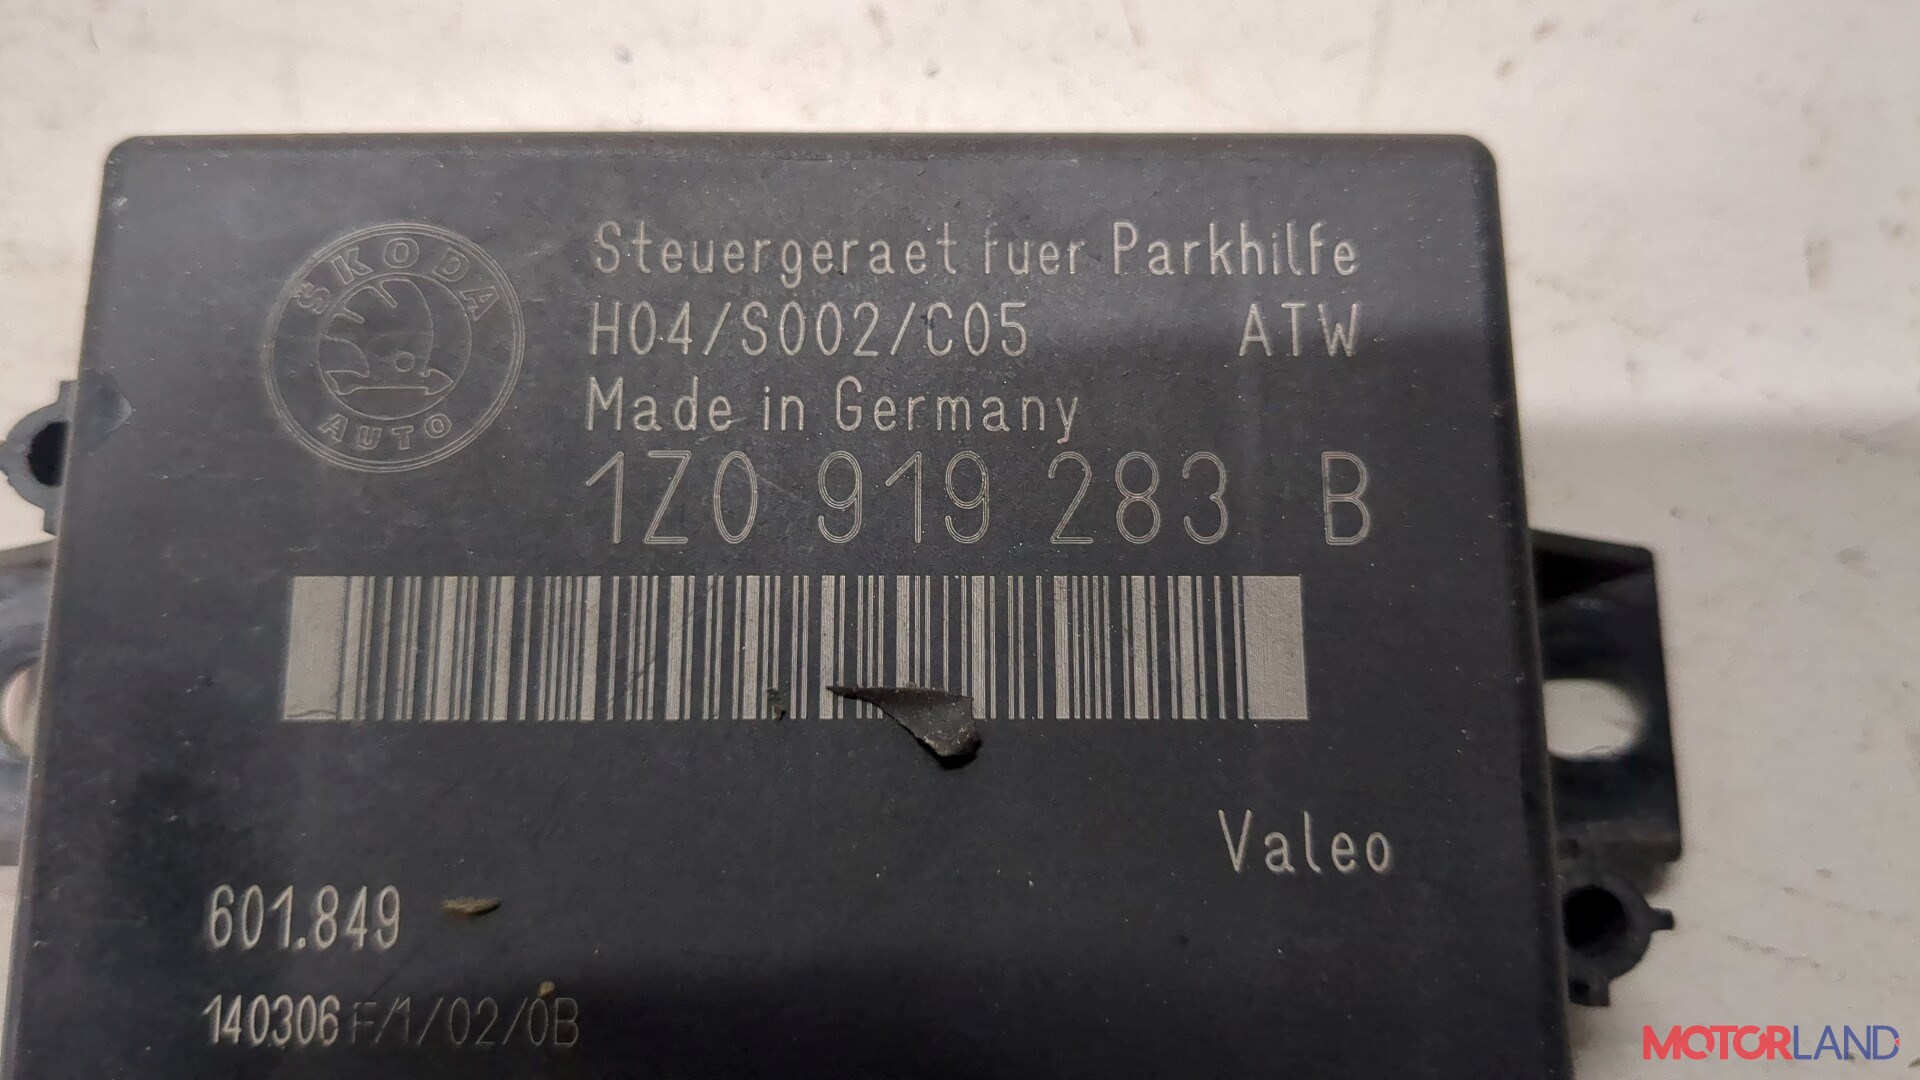 ŠKODA
AUTO
Steuergeraet fuer Parkhilfe
H04/S002/C05 ATW
Made in Germany
1Z0 919 283 B
Valeo
601.849
140306 F/1/02/0B
MOTORLAND